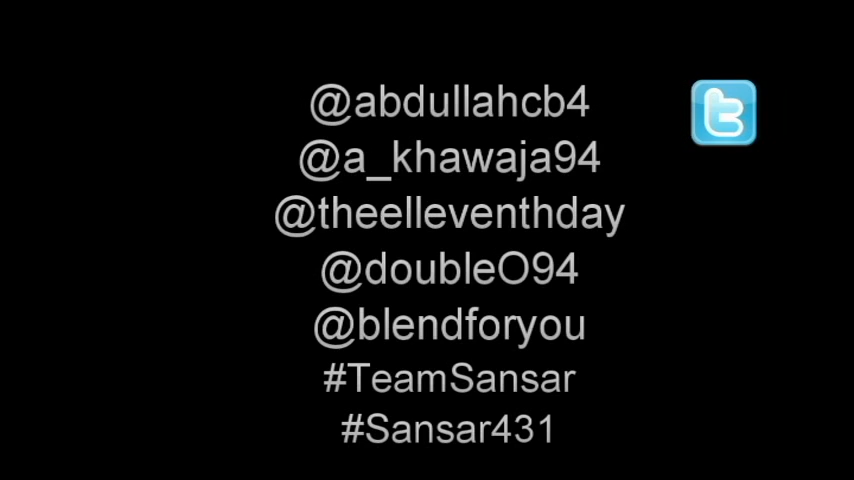 @abdullahcb4
@a_khawaja94
@theelleventhday
@doubleO94
@blendforyou
#TeamSansar
#Sansar431